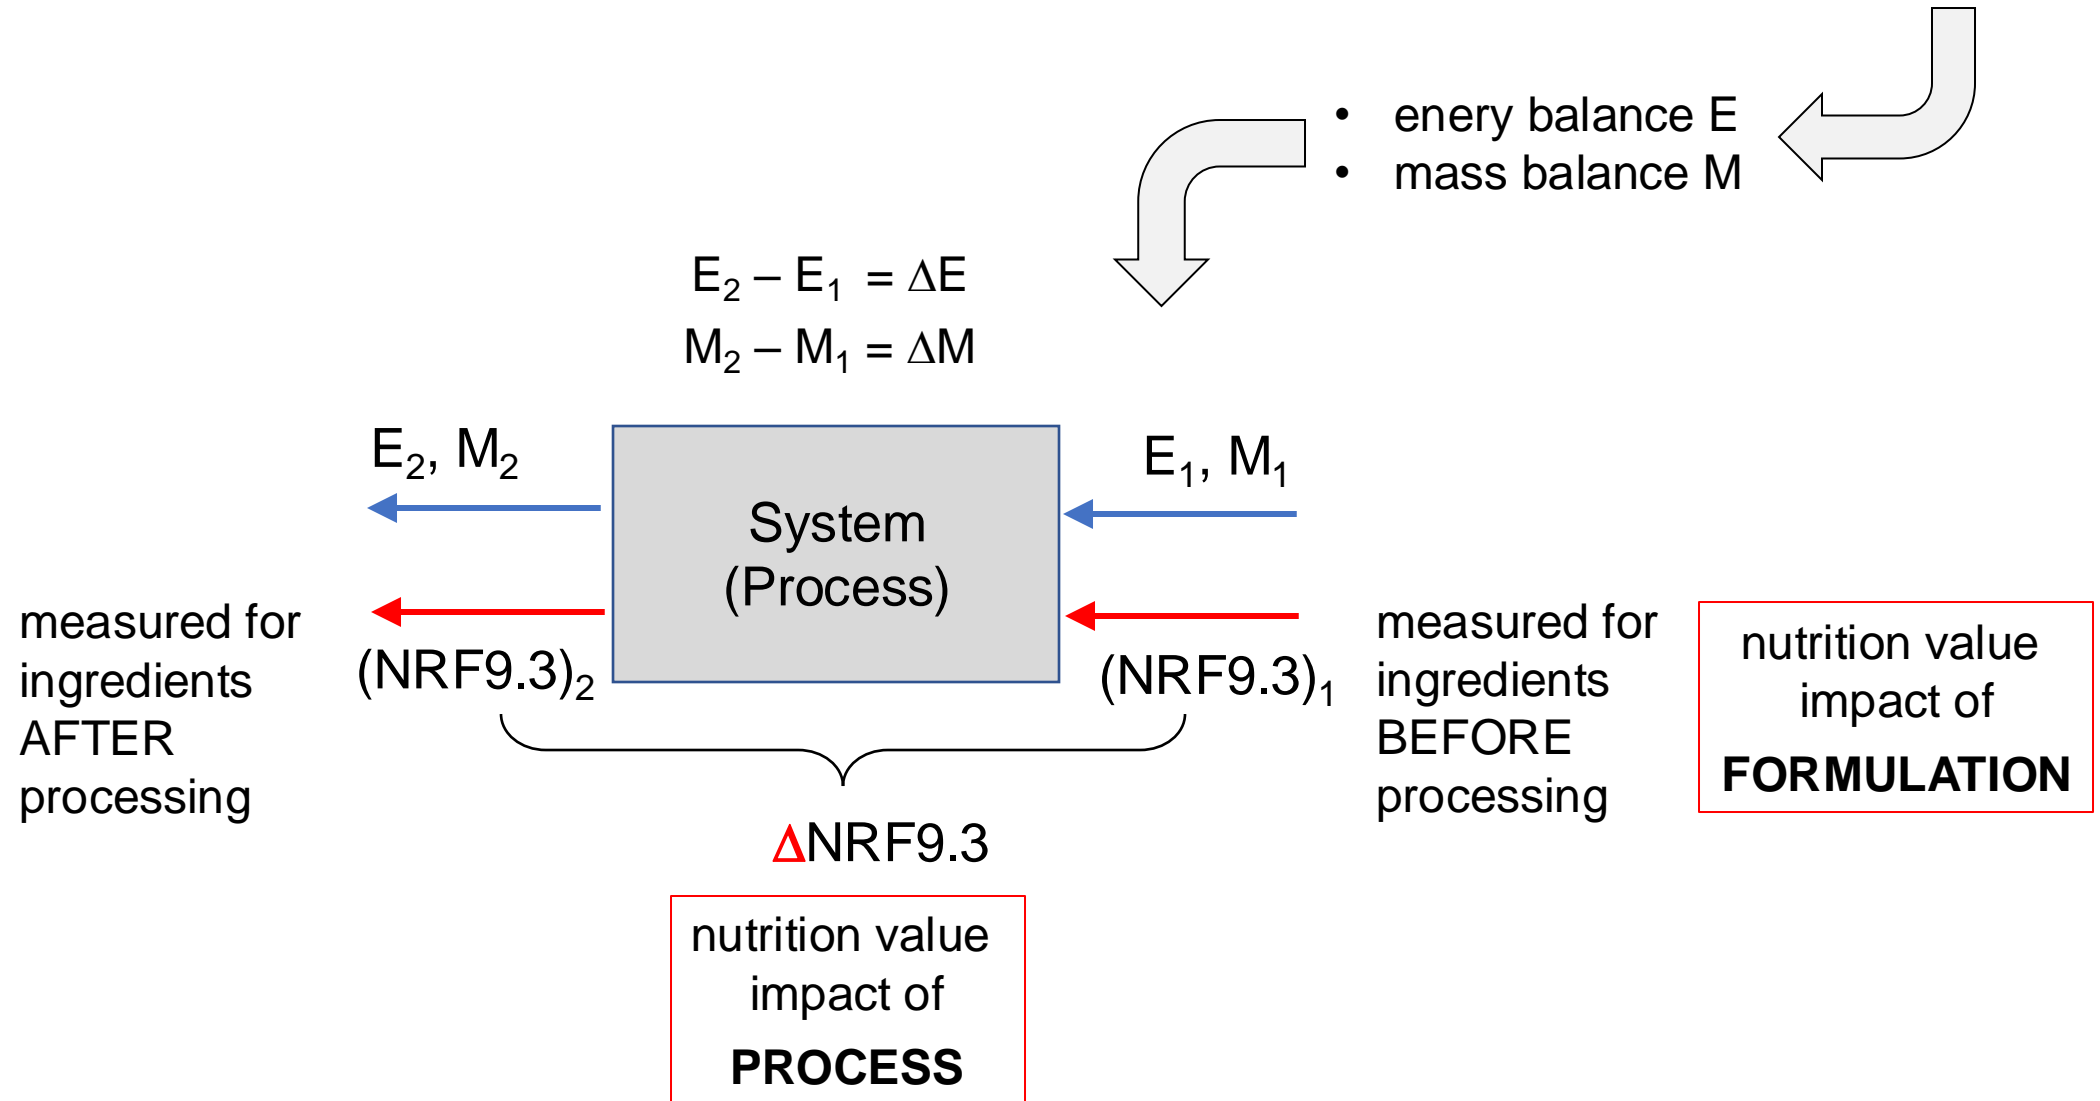 • enery balance E
• mass balance M
E₂ – E₁ = ΔE
M₂ – M₁ = ΔM
E₂, M₂
E₁, M₁
System
(Process)
measured for
ingredients
AFTER
processing
(NRF9.3)₂
(NRF9.3)₁
measured for
ingredients
BEFORE
processing
nutrition value
impact of
FORMULATION
ΔNRF9.3
nutrition value
impact of
PROCESS